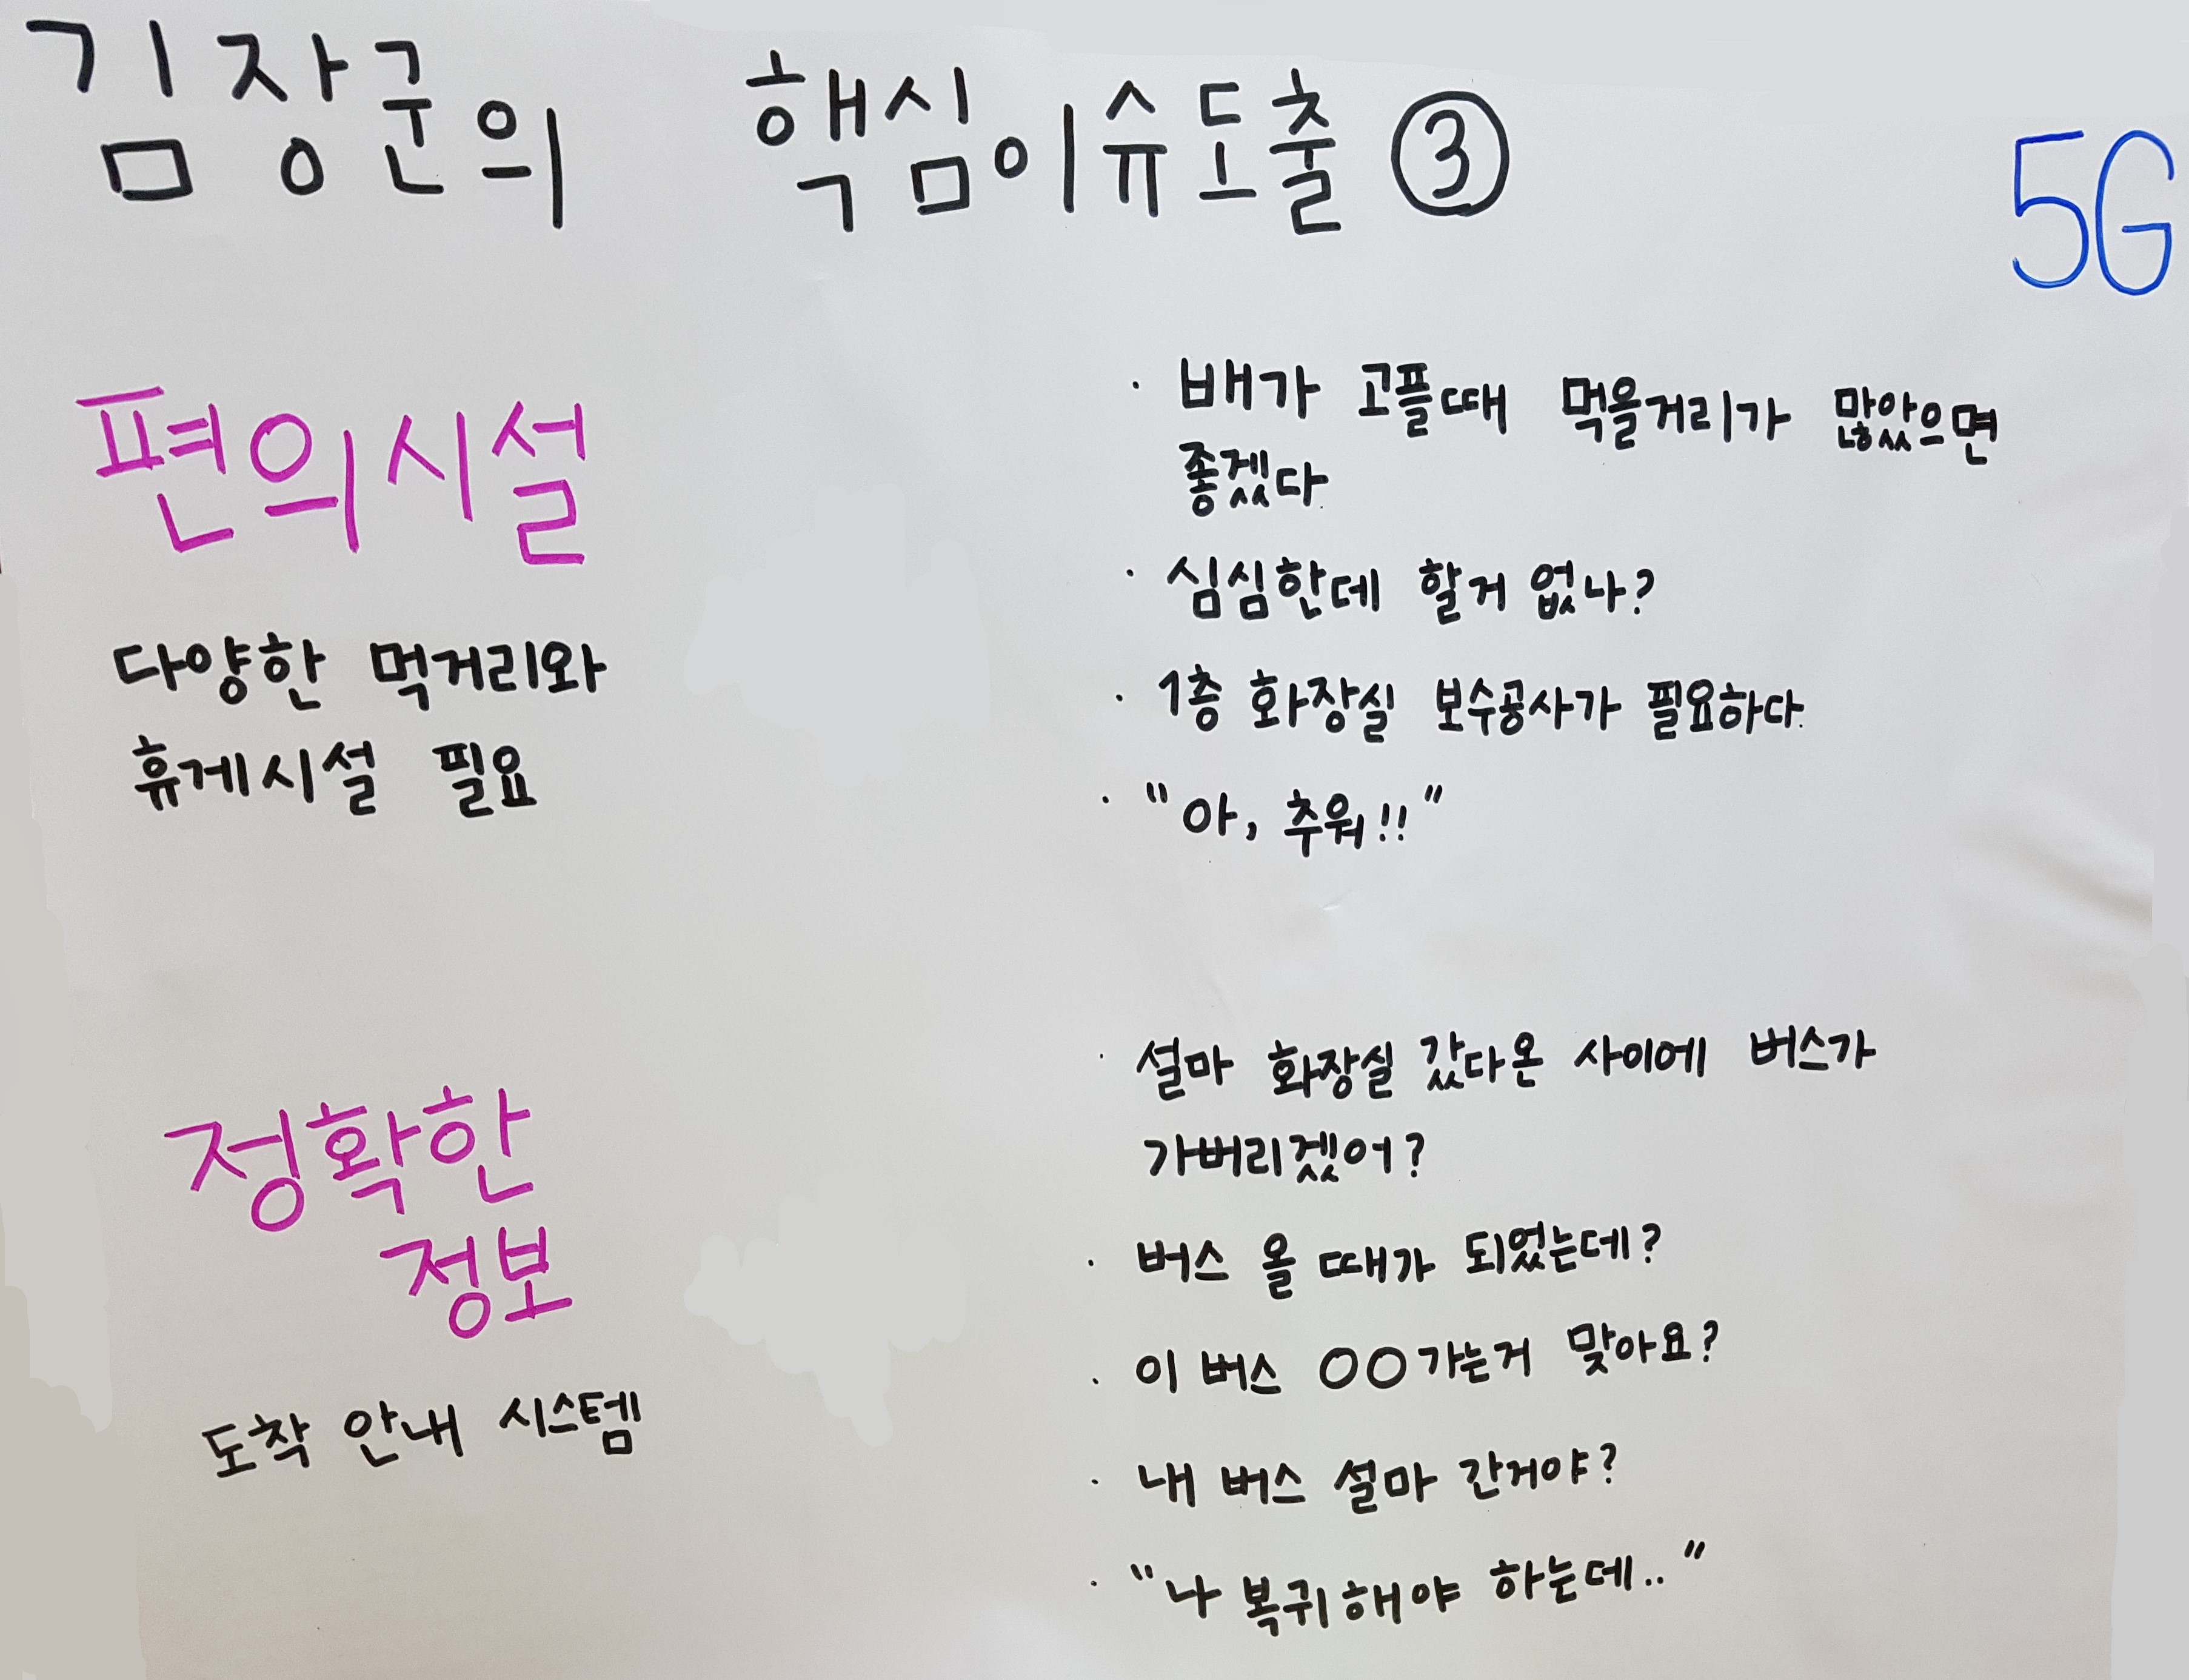 김장군의 핵심이슈도출 ③
5G
편의시설
다양한 먹거리와
휴게시설 필요
· 배가 고플때 먹을거리가 많았으면
좋겠다.
· 심심한데 할거 없나?
· 1층 화장실 보수공사가 필요하다.
· "아, 추워!!"
정확한
정보
도착 안내 시스템
· 설마 화장실 갔다온 사이에 버스가
가버리겠어?
· 버스 올 때가 되었는데?
· 이 버스 ○○가는거 맞아요?
· 내 버스 설마 간거야?
· "나 복귀해야 하는데.."